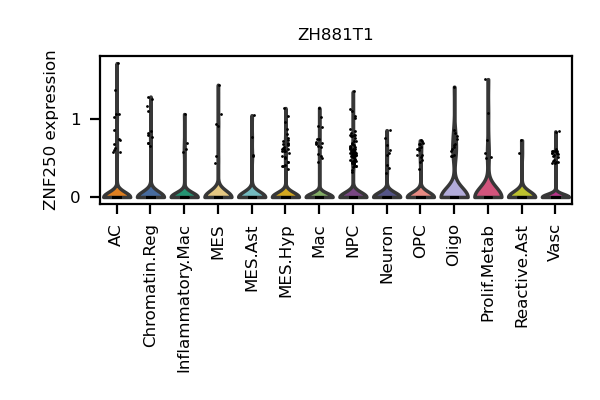 ZH881T1
ZNF250 expression
1
0
AC
Chromatin.Reg
Inflammatory.Mac
MES
MES.Ast
MES.Hyp
Mac
NPC
Neuron
OPC
Oligo
Prolif.Metab
Reactive.Ast
Vasc